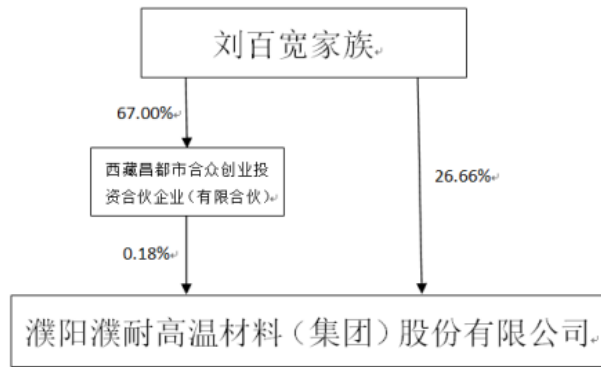 刘百宽家族
67.00%
西藏昌都市合众创业投
资合伙企业（有限合伙）
26.66%
0.18%
濮阳濮耐高温材料（集团）股份有限公司